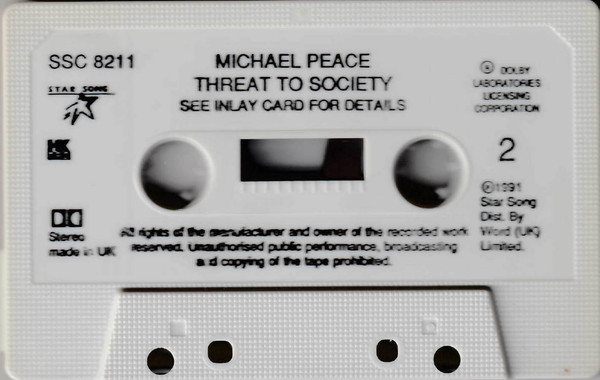 SSC 8211
STAR SONG
MICHAEL PEACE
THREAT TO SOCIETY
SEE INLAY CARD FOR DETAILS
DOLBY
LABORATORIES
LICENSING
CORPORATION
2
Stereo
made in UK
All rights of the manufacturer and owner of the recorded work
reserved. Unauthorised public performance, broadcasting
and copying of the tape prohibited.
℗1991
Star Song
Dist. By
Word (UK)
Limited.